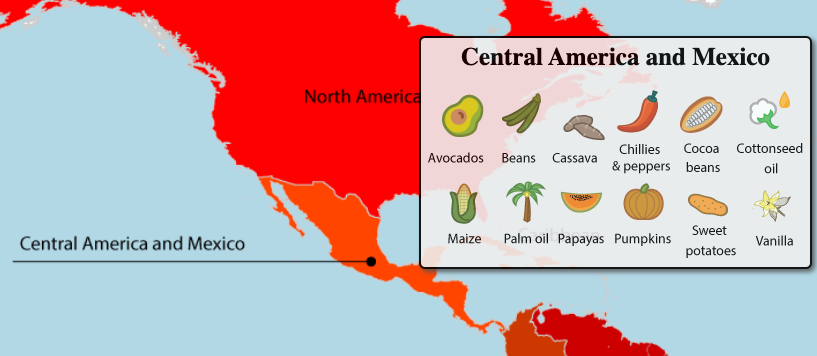 Central America and Mexico
North America
Avocados
Beans
Cassava
Chillies
& peppers
Cocoa
beans
Cottonseed
oil
Maize
Palm oil
Papayas
Pumpkins
Sweet
potatoes
Vanilla
Caribbean
Central America and Mexico